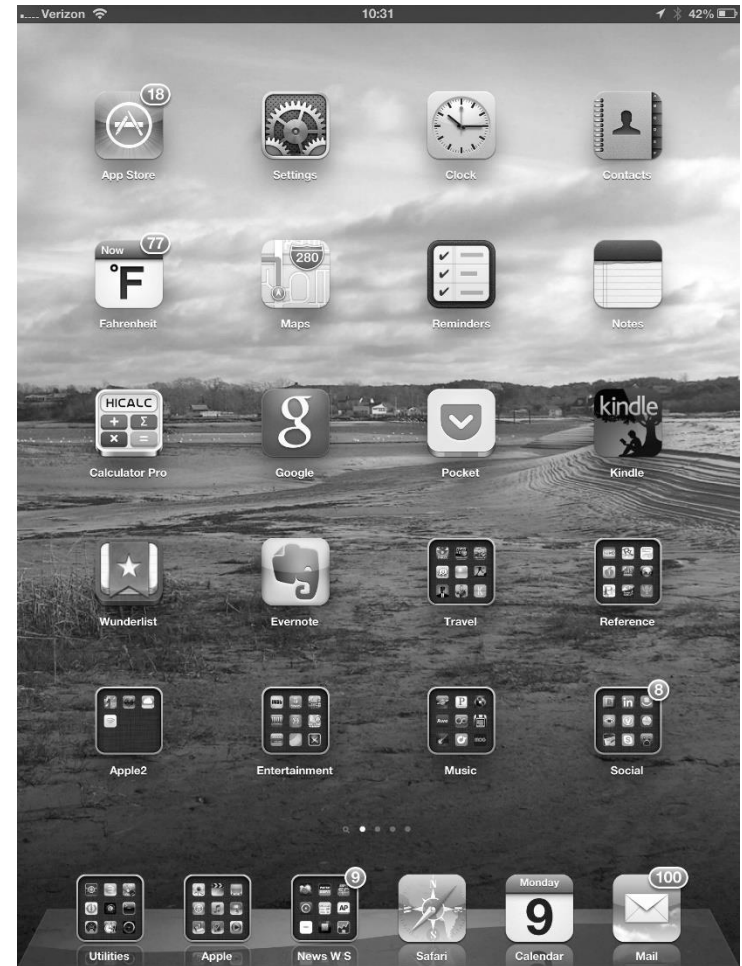 Verizon 10:31 42%
18
App Store Settings Clock Contacts
Now 77 280
°F
Fahrenheit Maps Reminders Notes
HICALC g kindle
+ Σ
× =
Calculator Pro Google Pocket Kindle
Wunderlist Evernote Travel Reference
8
in
P
V
S
Apple2 Entertainment Music Social
9 Monday 100
N
AP 9
Utilities Apple News W S Safari Calendar Mail